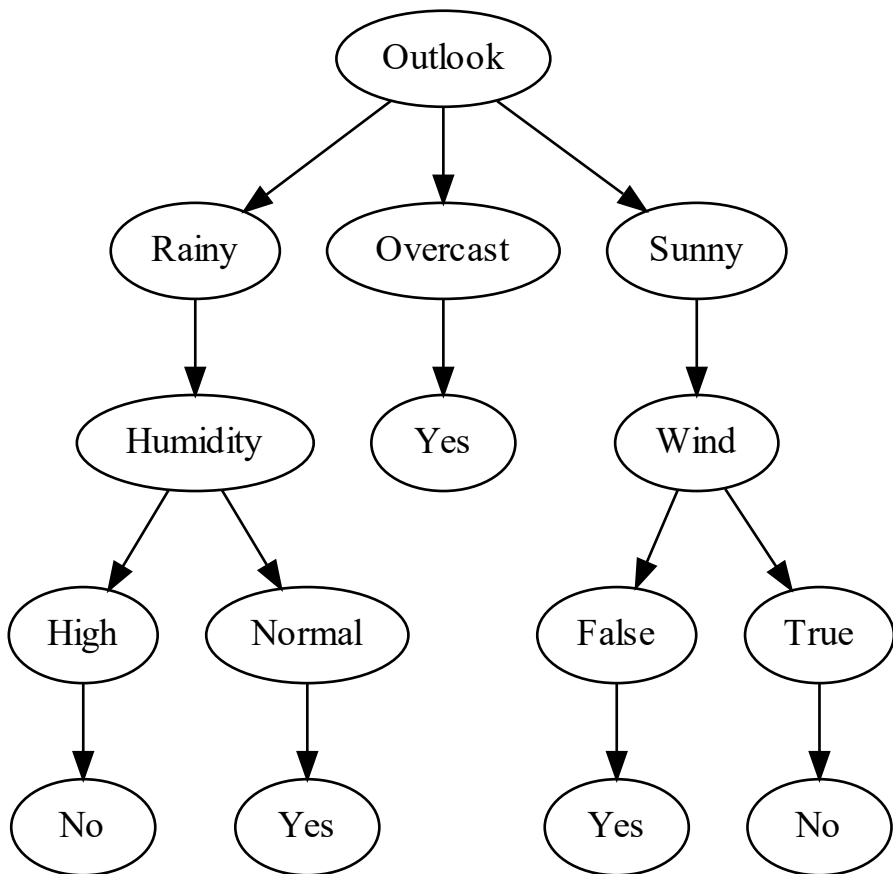 Outlook
Rainy
Overcast
Sunny
Humidity
Yes
Wind
High
Normal
False
True
No
Yes
Yes
No